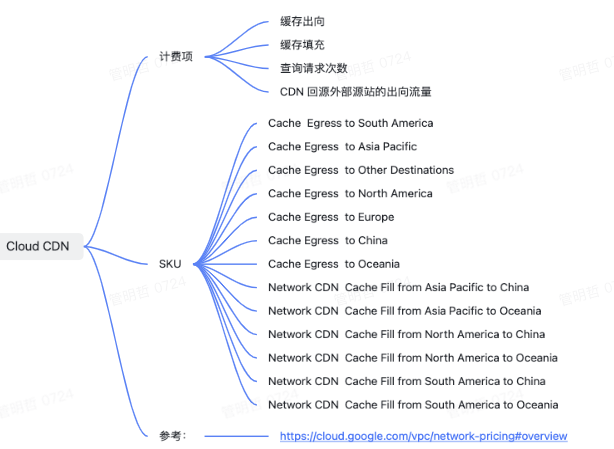 Cloud CDN
计费项
缓存出向
缓存填充
查询请求次数
CDN 回源外部源站的出向流量
SKU
Cache  Egress to South America
Cache Egress  to Asia Pacific
Cache Egress  to Other Destinations
Cache Egress  to North America
Cache Egress  to Europe
Cache Egress  to China
Cache Egress  to Oceania
Network CDN  Cache Fill from Asia Pacific to China
Network CDN  Cache Fill from Asia Pacific to Oceania
Network CDN  Cache Fill from North America to China
Network CDN  Cache Fill from North America to Oceania
Network CDN  Cache Fill from South America to China
Network CDN  Cache Fill from South America to Oceania
参考：
https://cloud.google.com/vpc/network-pricing#overview
管明哲 0724